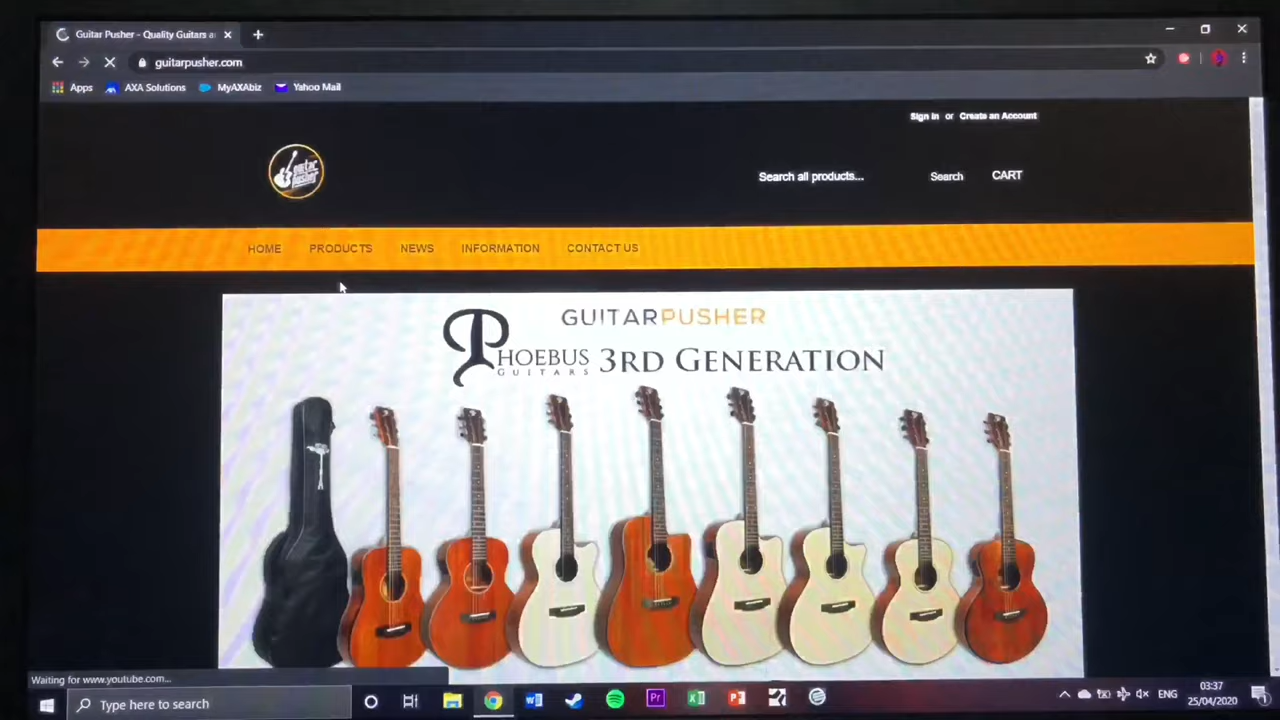 Guitar Pusher - Quality Guitars a
guitarpusher.com
Apps AXA Solutions MyAXAbiz Yahoo Mail
Sign in or Create an Account
guitar
pusher
Search all products... Search CART
HOME PRODUCTS NEWS INFORMATION CONTACT US
GUITARPUSHER
PHOEBUS 3RD GENERATION
GUITARS
Waiting for www.youtube.com...
Type here to search
ENG
03:37
25/04/2020